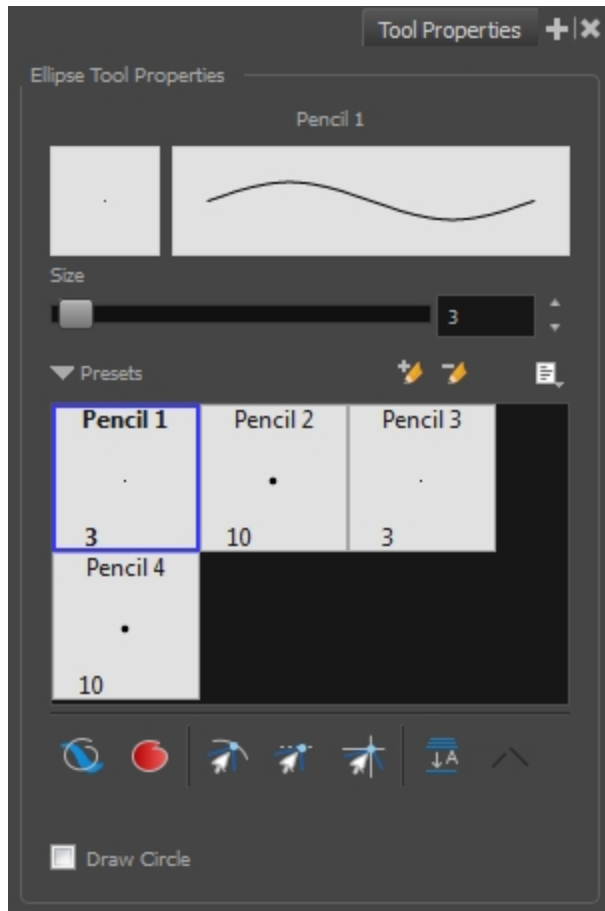 Tool Properties
Ellipse Tool Properties
Pencil 1
Size
3
Presets
Pencil 1 Pencil 2 Pencil 3
3 10 3
Pencil 4
10
A
Draw Circle